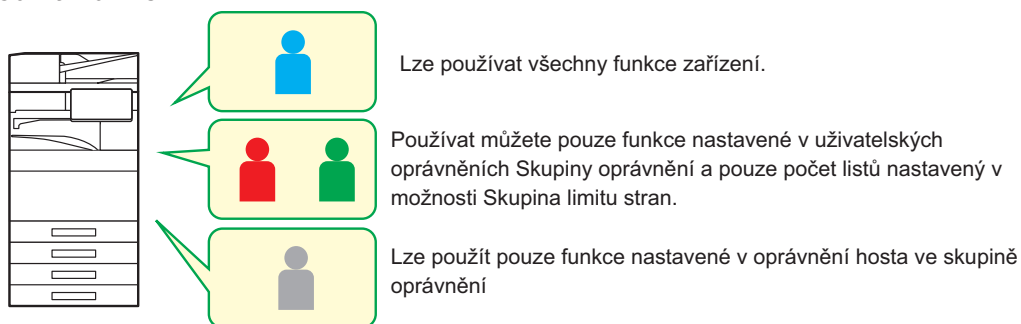 Lze používat všechny funkce zařízení.
Používat můžete pouze funkce nastavené v uživatelských
oprávněních Skupiny oprávnění a pouze počet listů nastavený v
možnosti Skupina limitu stran.
Lze použít pouze funkce nastavené v oprávnění hosta ve skupině
oprávnění